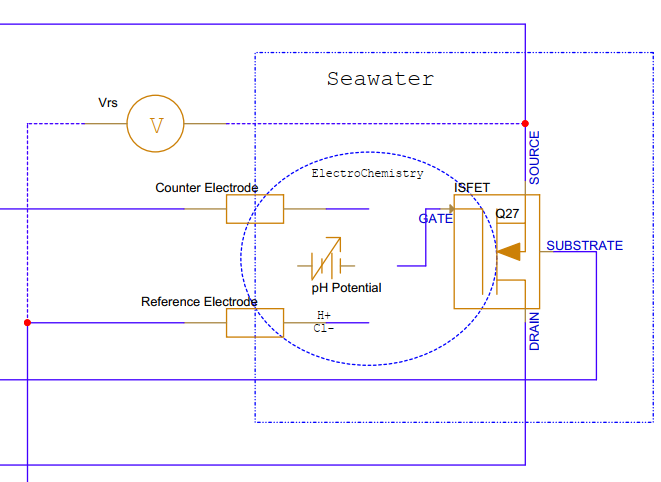 Seawater
Vrs
V
SOURCE
ElectroChemistry
Counter Electrode
ISFET
GATE
Q27
SUBSTRATE
pH Potential
Reference Electrode
H+
Cl-
DRAIN